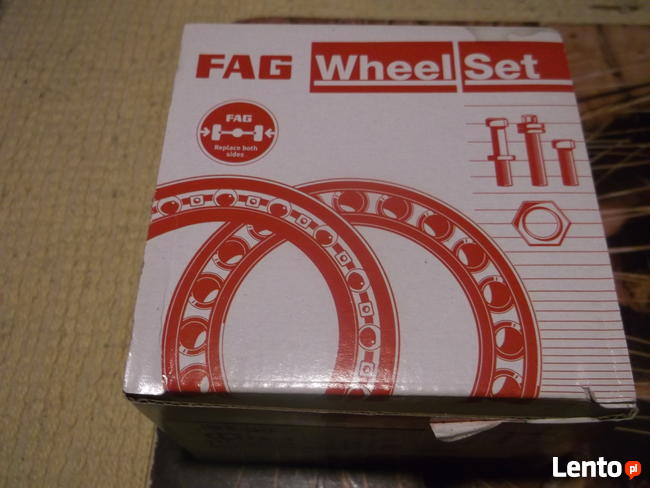 FAG Wheel Set
FAG
Replace both
sides
Lento pl